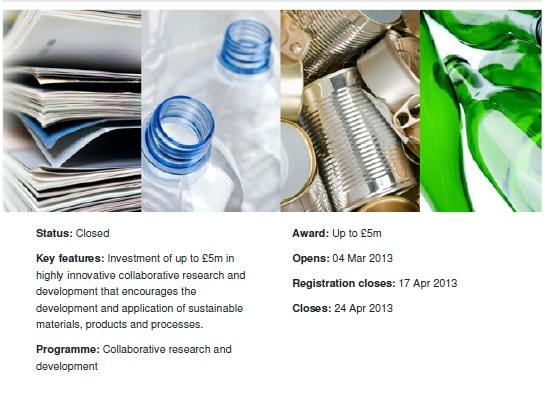 Status: Closed
Key features: Investment of up to £5m in
highly innovative collaborative research and
development that encourages the
development and application of sustainable
materials, products and processes.
Programme: Collaborative research and
development
Award: Up to £5m
Opens: 04 Mar 2013
Registration closes: 17 Apr 2013
Closes: 24 Apr 2013